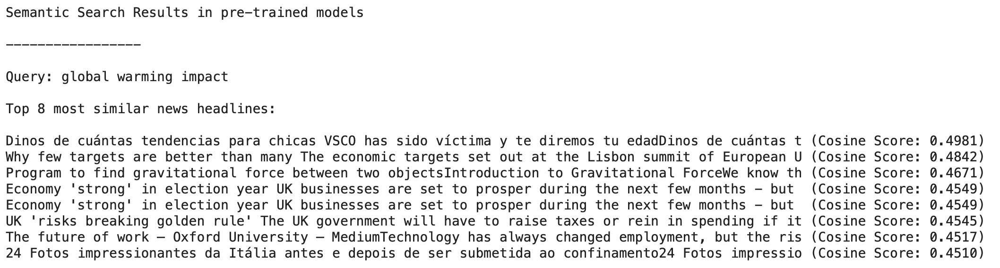 Semantic Search Results in pre-trained models
-----------------
Query: global warming impact
Top 8 most similar news headlines:
Dinos de cuántas tendencias para chicas VSCO has sido víctima y te diremos tu edadDinos de cuántas t (Cosine Score: 0.4981)
Why few targets are better than many The economic targets set out at the Lisbon summit of European U (Cosine Score: 0.4842)
Program to find gravitational force between two objectsIntroduction to Gravitational ForceWe know th (Cosine Score: 0.4671)
Economy 'strong' in election year UK businesses are set to prosper during the next few months – but  (Cosine Score: 0.4549)
Economy 'strong' in election year UK businesses are set to prosper during the next few months – but  (Cosine Score: 0.4549)
UK 'risks breaking golden rule' The UK government will have to raise taxes or rein in spending if it (Cosine Score: 0.4545)
The future of work — Oxford University — MediumTechnology has always changed employment, but the ris (Cosine Score: 0.4517)
24 Fotos impressionantes da Itália antes e depois de ser submetida ao confinamento24 Fotos impressio (Cosine Score: 0.4510)